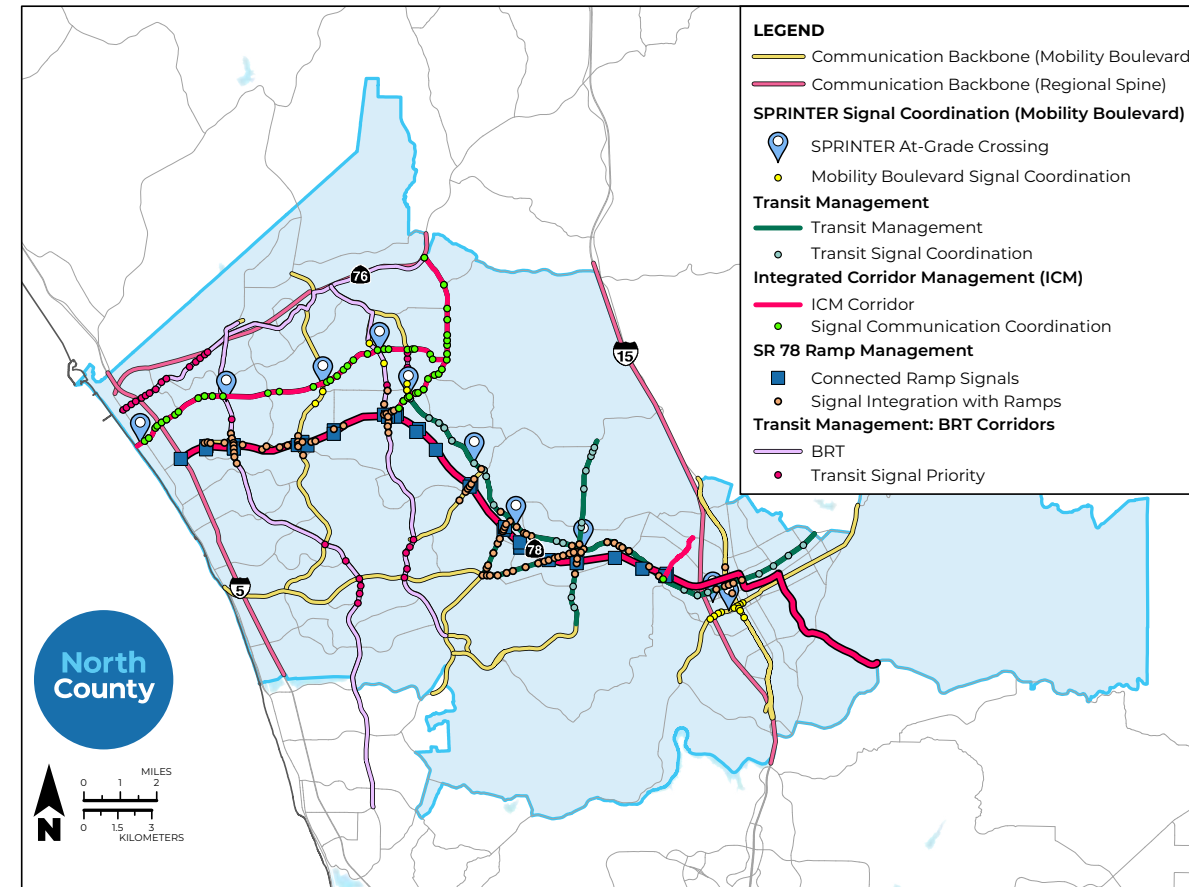 LEGEND
Communication Backbone (Mobility Boulevard
Communication Backbone (Regional Spine)
SPRINTER Signal Coordination (Mobility Boulevard)
SPRINTER At-Grade Crossing
Mobility Boulevard Signal Coordination
Transit Management
Transit Management
Transit Signal Coordination
Integrated Corridor Management (ICM)
ICM Corridor
Signal Communication Coordination
SR 78 Ramp Management
Connected Ramp Signals
Signal Integration with Ramps
Transit Management: BRT Corridors
BRT
Transit Signal Priority
76
15
78
5
North
County
MILES
0 1 2
0 1.5 3
KILOMETERS
N